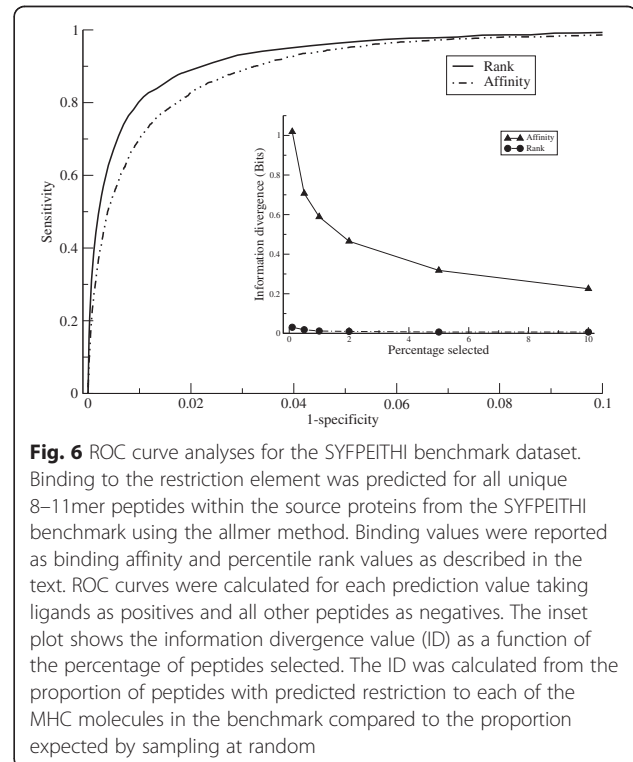 1
0.8
0.6
0.4
0.2
0
Sensitivity
0
0.02
0.04
0.06
0.08
0.1
1-specificity
Rank
Affinity
1
0.8
0.6
0.4
0.2
0
Information divergence (Bits)
0
2
4
6
8
10
Percentage selected
Affinity
Rank
Fig. 6 ROC curve analyses for the SYFPEITHI benchmark dataset.
Binding to the restriction element was predicted for all unique
8–11mer peptides within the source proteins from the SYFPEITHI
benchmark using the allmer method. Binding values were reported
as binding affinity and percentile rank values as described in the
text. ROC curves were calculated for each prediction value taking
ligands as positives and all other peptides as negatives. The inset
plot shows the information divergence value (ID) as a function of
the percentage of peptides selected. The ID was calculated from the
proportion of peptides with predicted restriction to each of the
MHC molecules in the benchmark compared to the proportion
expected by sampling at random